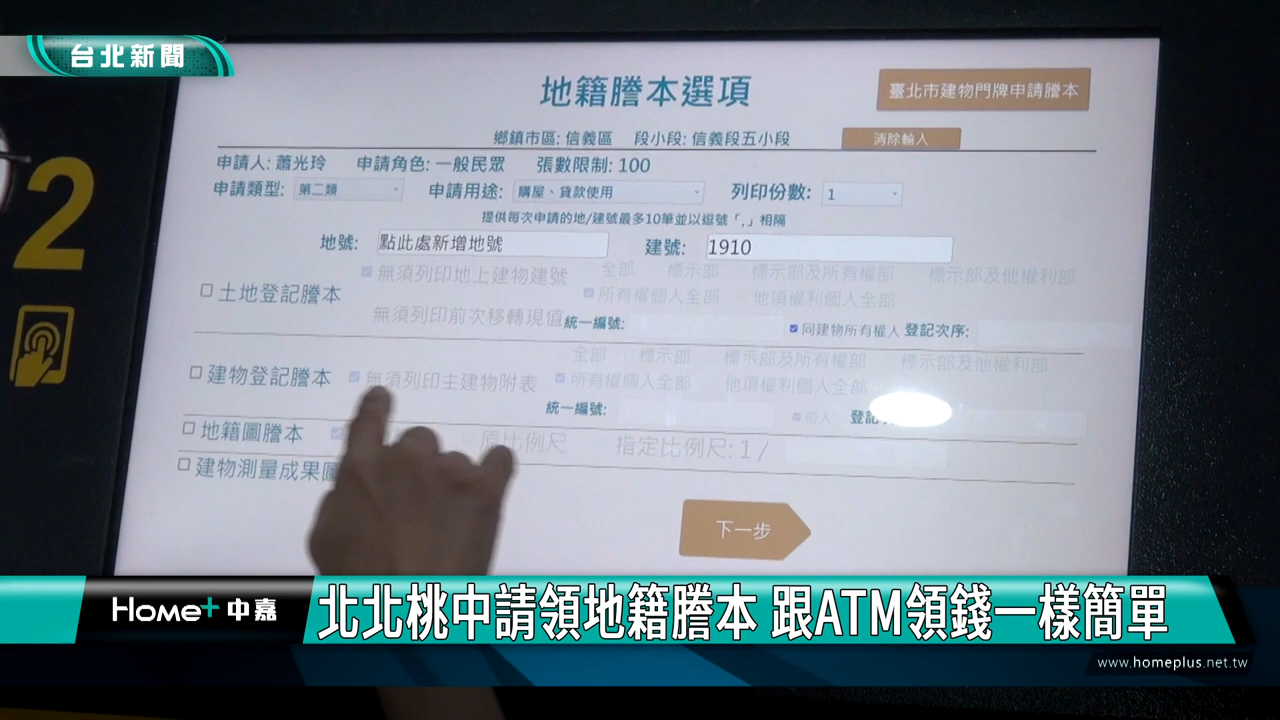 台北新聞
地籍謄本選項
臺北市建物門牌申請謄本
鄉鎮市區: 信義區 段小段: 信義段五小段
清除輸入
申請人: 蕭光玲 申請角色: 一般民眾 張數限制: 100
申請類型: 第二類 申請用途: 購屋、貸款使用 列印份數: 1
提供每次申請的地/建號最多10筆並以逗號「,」相隔
地號: 點此處新增地號 建號: 1910
無須列印地上建物建號 全部 標示部 標示部及所有權部 標示部及他權利部
土地登記謄本 所有權個人全部 他項權利個人全部
無須列印前次移轉現值 統一編號: 同建物所有權人 登記次序:
全部 標示部 標示部及所有權部 標示部及他權利部
建物登記謄本 無須列印主建物附表 所有權個人全部 他項權利個人全部
統一編號: 登記
地籍圖謄本 原比例尺 指定比例尺: 1 /
建物測量成果圖
下一步
2
Home+ 中嘉
北北桃申請領地籍謄本 跟ATM領錢一樣簡單
www.homeplus.net.tw